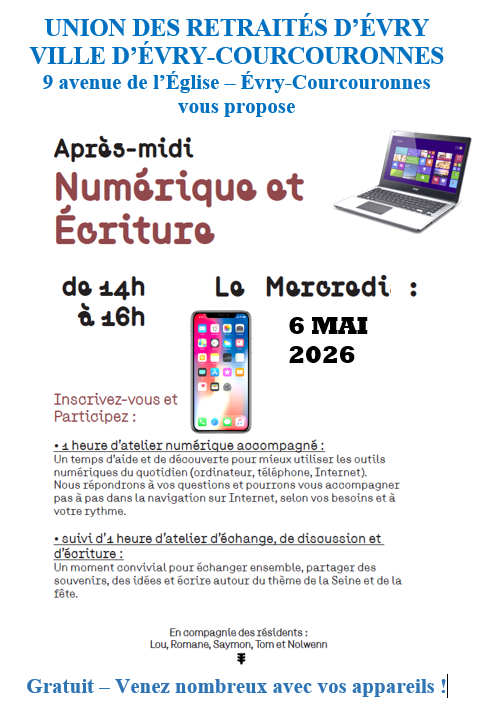 UNION DES RETRAITÉS D’ÉVRY
VILLE D’ÉVRY-COURCOURONNES
9 avenue de l’Église – Évry-Courcouronnes
vous propose
Après-midi
Numérique et
Écriture
de 14h
à 16h
Le Mercredi :
6 MAI
2026
Inscrivez-vous et
Participez :
• 1 heure d’atelier numérique accompagné :
Un temps d’aide et de découverte pour mieux utiliser les outils
numériques du quotidien (ordinateur, téléphone, Internet).
Nous répondrons à vos questions et pourrons vous accompagner
pas à pas dans la navigation sur Internet, selon vos besoins et à
votre rythme.
• suivi d’1 heure d’atelier d’échange, de discussion et
d’écriture :
Un moment convivial pour échanger ensemble, partager des
souvenirs, des idées et écrire autour du thème de la Seine et de la
fête.
En compagnie des résidents :
Lou, Romane, Saymon, Tom et Nolwenn
Gratuit – Venez nombreux avec vos appareils !